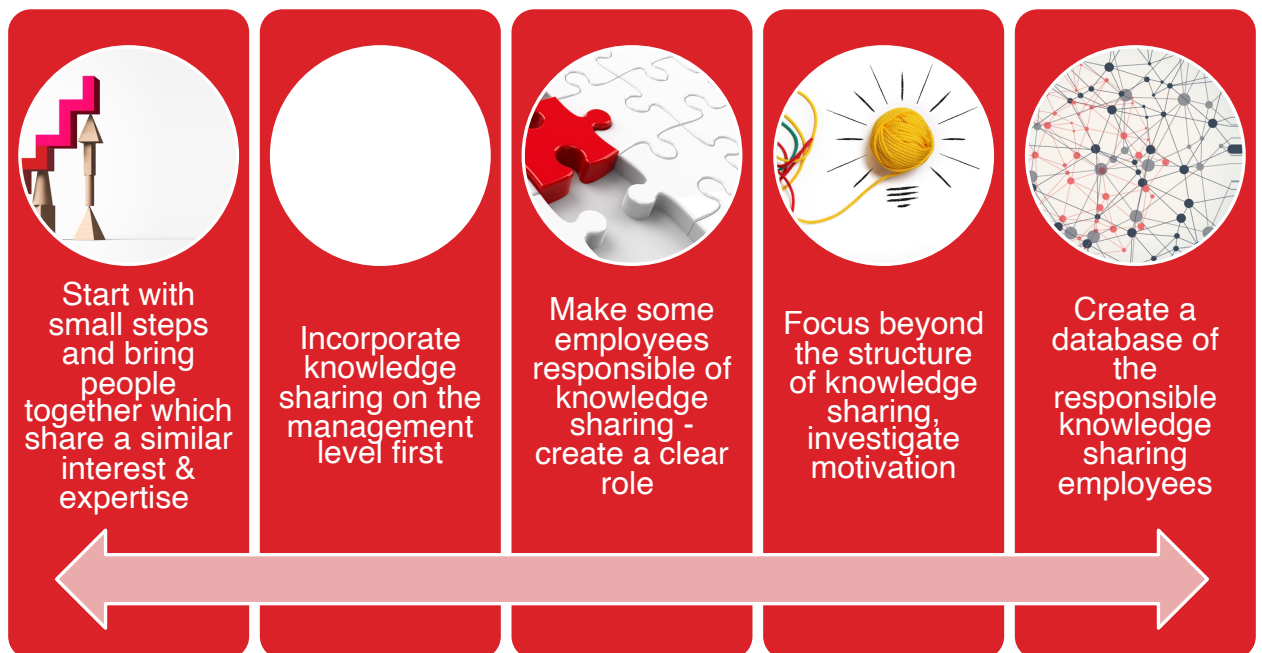 Start with
small steps
and bring
people
together which
share a similar
interest &
expertise
Incorporate
knowledge
sharing on the
management
level first
Make some
employees
responsible of
knowledge
sharing -
create a clear
role
Focus beyond
the structure
of knowledge
sharing,
investigate
motivation
Create a
database of
the
responsible
knowledge
sharing
employees